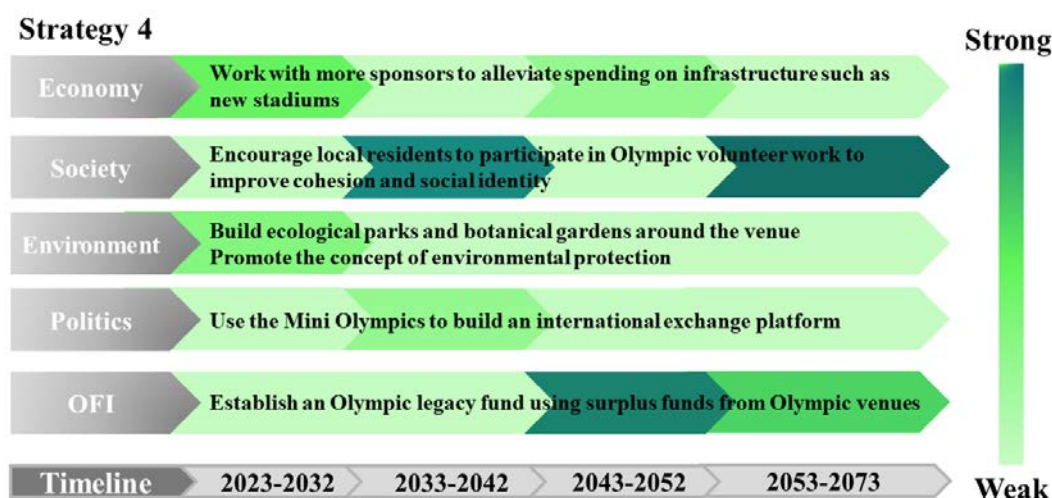 Strategy 4
Strong
Economy
Work with more sponsors to alleviate spending on infrastructure such as
new stadiums
Society
Encourage local residents to participate in Olympic volunteer work to
improve cohesion and social identity
Environment
Build ecological parks and botanical gardens around the venue
Promote the concept of environmental protection
Politics
Use the Mini Olympics to build an international exchange platform
OFI
Establish an Olympic legacy fund using surplus funds from Olympic venues
Timeline
2023-2032
2033-2042
2043-2052
2053-2073
Weak